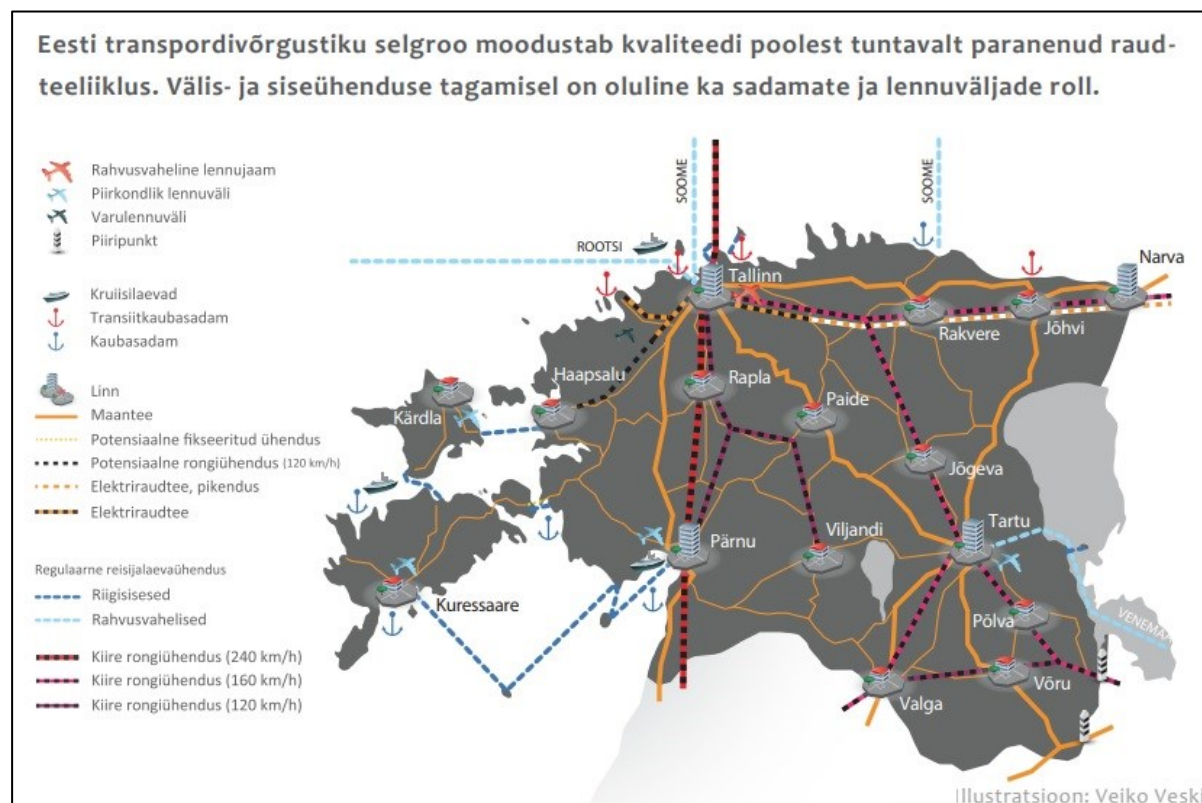 Eesti transpordivõrgustiku selgroo moodustab kvaliteedi poolest tuntavalt paranenud raud-
teeliiklus. Välis- ja siseühenduse tagamisel on oluline ka sadamate ja lennuväljade roll.
Rahvusvaheline lennujaam
Piirkondlik lennuväli
Varulennuväli
Piiripunkt
Kruiisilaevad
Transiitkaubasadam
Kaubasadam
Linn
Maantee
Potensiaalne fikseeritud ühendus
Potensiaalne rongiühendus (120 km/h)
Elektriraudtee, pikendus
Elektriraudtee
Regulaarne reisijalaevaühendus
Riigisisesed
Rahvusvahelised
Kiire rongiühendus (240 km/h)
Kiire rongiühendus (160 km/h)
Kiire rongiühendus (120 km/h)
SOOME
SOOME
ROOTSI
Tallinn
Narva
Rakvere
Jõhvi
Haapsalu
Rapla
Paide
Kärdla
Jõgeva
Pärnu
Viljandi
Tartu
Kuressaare
Põlva
VENEMAA
Valga
Võru
Illustratsioon: Veiko Veski